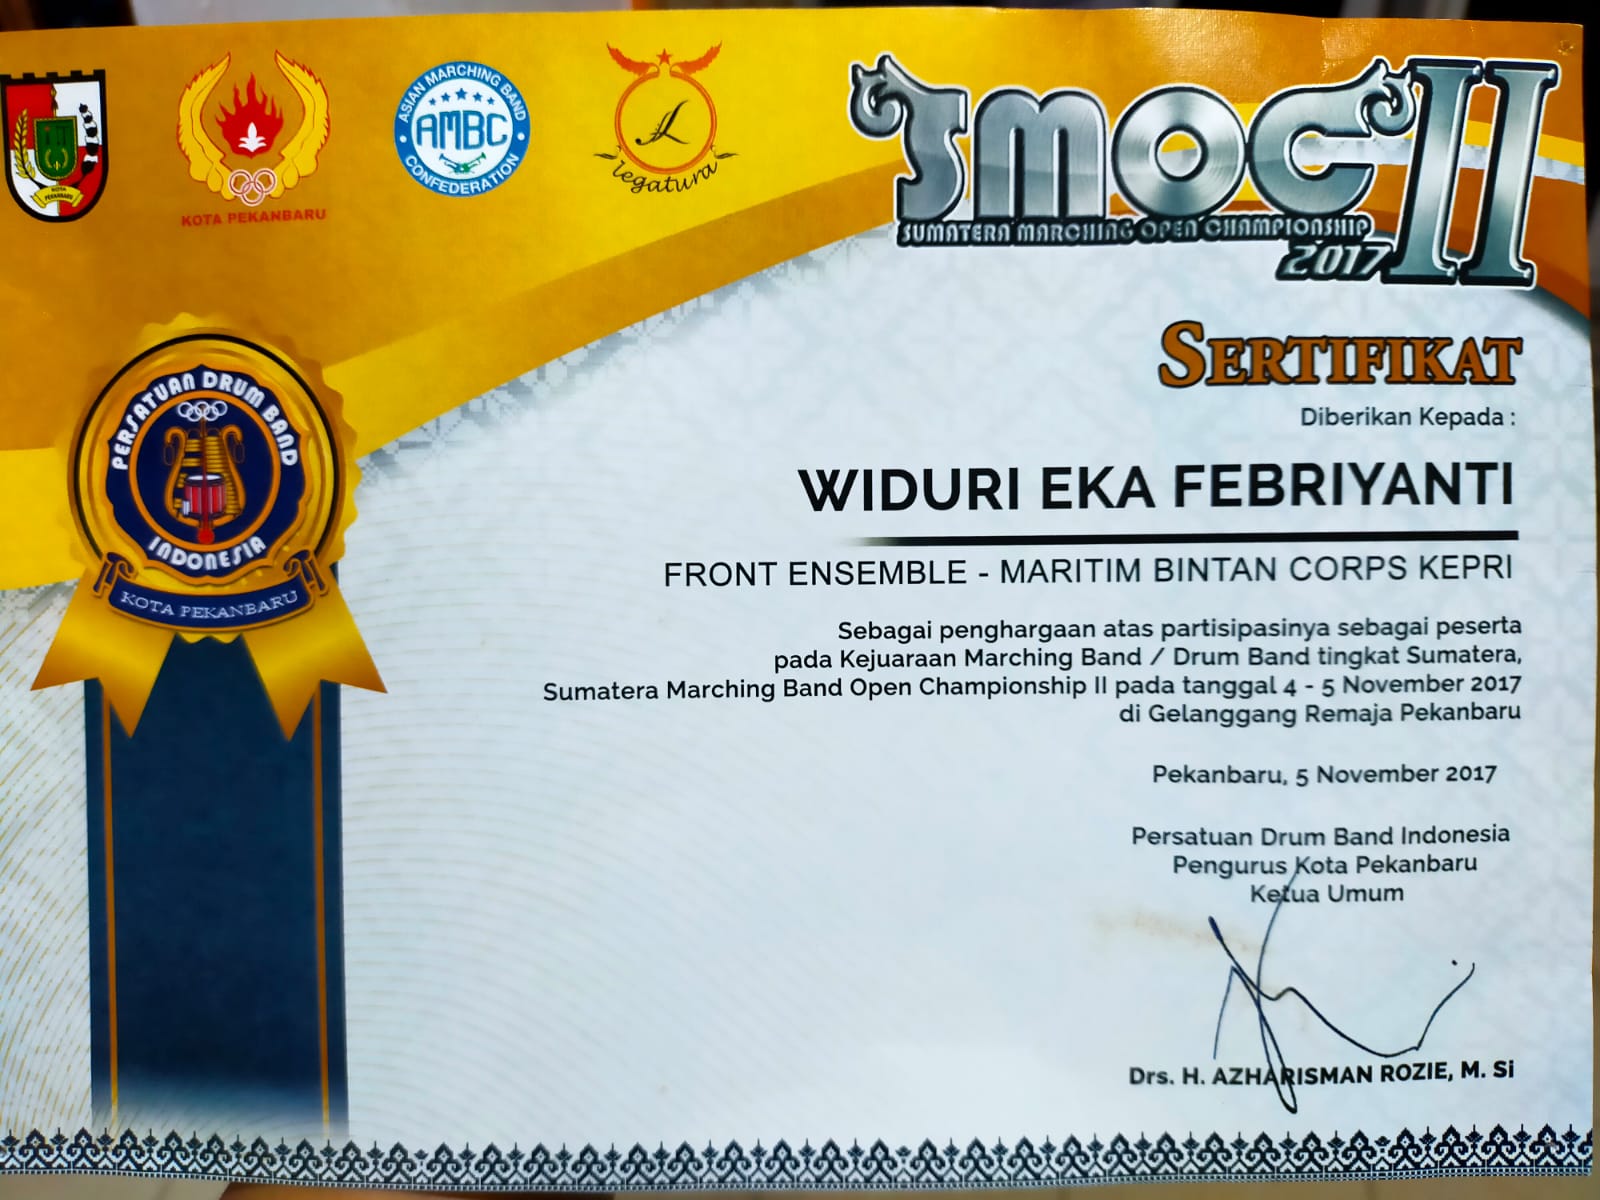 KOTA PEKANBARU
KOTA PEKANBARU
ASIAN MARCHING BAND
AMBC
CONFEDERATION
legatura
SMOC II
SUMATERA MARCHING OPEN CHAMPIONSHIP
2017
PERSATUAN DRUM BAND
INDONESIA
KOTA PEKANBARU
SERTIFIKAT
Diberikan Kepada :
WIDURI EKA FEBRIYANTI
FRONT ENSEMBLE - MARITIM BINTAN CORPS KEPRI
Sebagai penghargaan atas partisipasinya sebagai peserta
pada Kejuaraan Marching Band / Drum Band tingkat Sumatera,
Sumatera Marching Band Open Championship II pada tanggal 4 - 5 November 2017
di Gelanggang Remaja Pekanbaru
Pekanbaru, 5 November 2017
Persatuan Drum Band Indonesia
Pengurus Kota Pekanbaru
Ketua Umum
Drs. H. AZHARISMAN ROZIE, M. Si